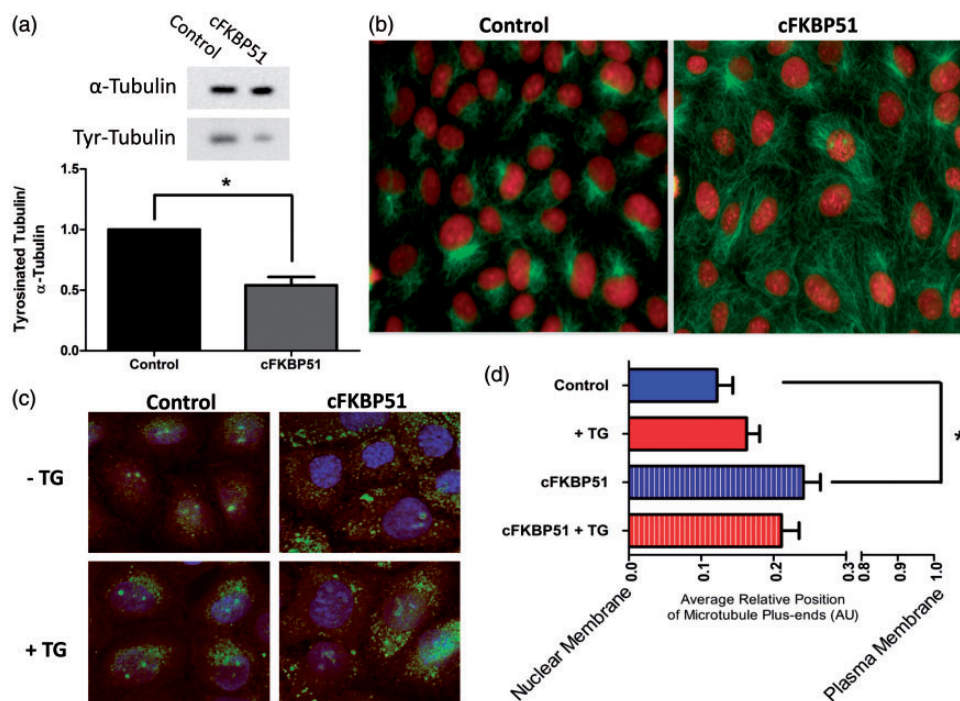 (a)
Control
cFKBP51
α-Tubulin
Tyr-Tubulin
Tyrosinated Tubulin/
α-Tubulin
1.5
1.0
0.5
0.0
*
Control
cFKBP51
(b)
Control
cFKBP51
(c)
Control
cFKBP51
- TG
+ TG
(d)
Control
+ TG
cFKBP51
cFKBP51 + TG
*
0.0
0.1
0.2
0.3
0.8
0.9
1.0
Average Relative Position
of Microtubule Plus-ends (AU)
Nuclear Membrane
Plasma Membrane